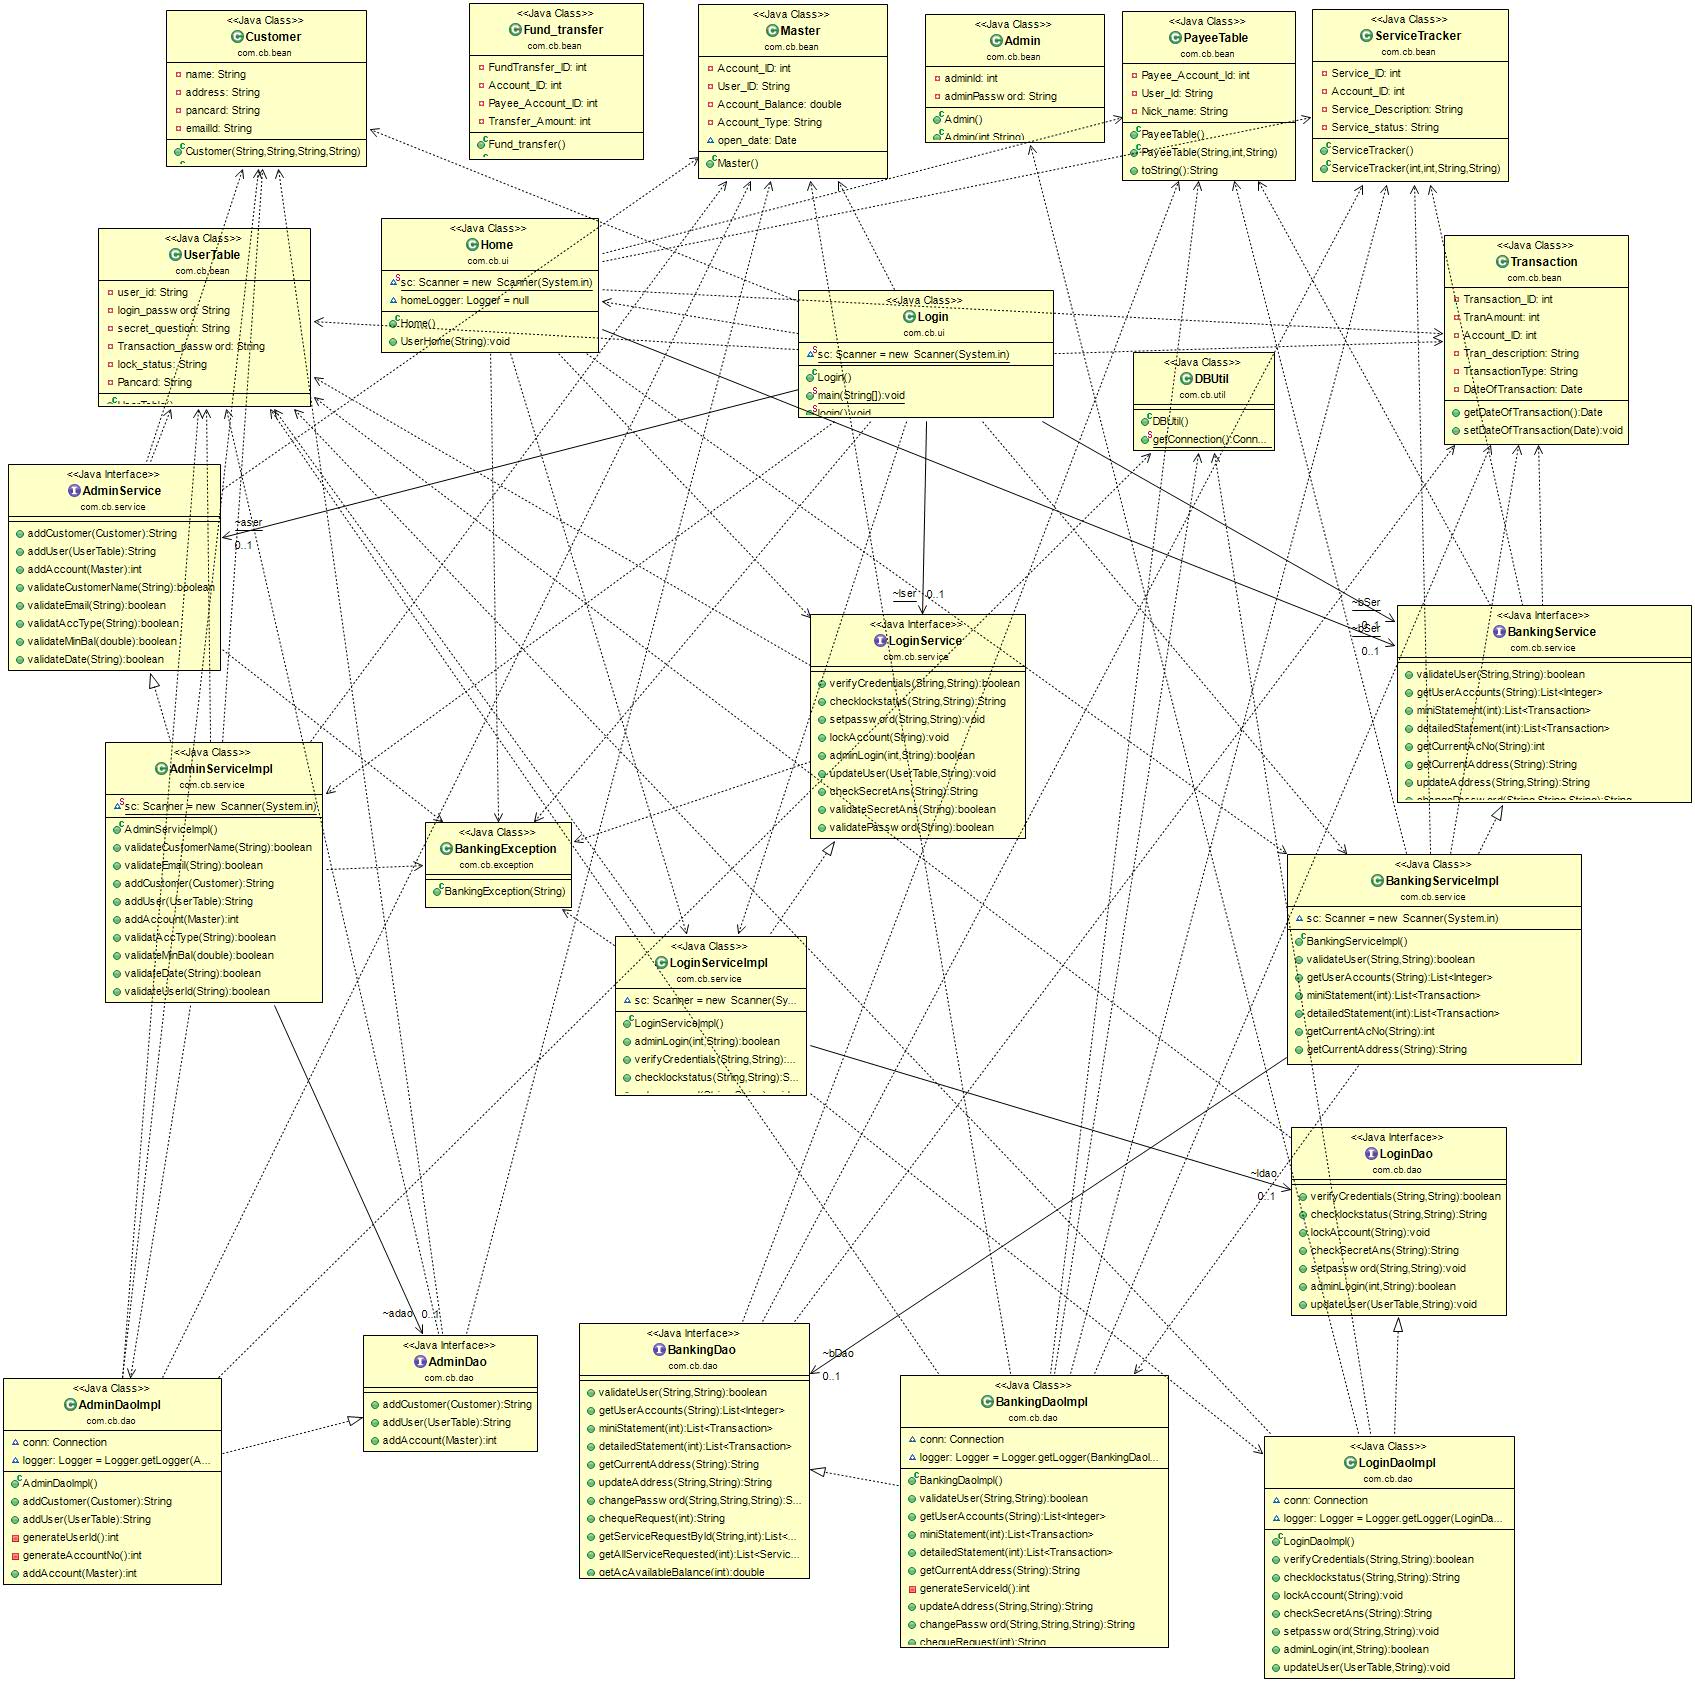 <<Java Class>>
Customer
com.cb.bean
name: String
address: String
pancard: String
emailId: String
Customer(String,String,String,String)
<<Java Class>>
Fund_transfer
com.cb.bean
FundTransfer_ID: int
Account_ID: int
Payee_Account_ID: int
Transfer_Amount: int
Fund_transfer()
<<Java Class>>
Master
com.cb.bean
Account_ID: int
User_ID: String
Account_Balance: double
Account_Type: String
open_date: Date
Master()
<<Java Class>>
Admin
com.cb.bean
adminId: int
adminPassword: String
Admin()
Admin(int,String)
<<Java Class>>
PayeeTable
com.cb.bean
Payee_Account_Id: int
User_Id: String
Nick_name: String
PayeeTable()
PayeeTable(String,int,String)
toString():String
<<Java Class>>
ServiceTracker
com.cb.bean
Service_ID: int
Account_ID: int
Service_Description: String
Service_status: String
ServiceTracker()
ServiceTracker(int,int,String,String)
<<Java Class>>
UserTable
com.cb.bean
user_id: String
login_password: String
secret_question: String
Transaction_password: String
lock_status: String
Pancard: String
UserTable()
<<Java Class>>
Home
com.cb.ui
sc: Scanner = new Scanner(System.in)
homeLogger: Logger = null
Home()
UserHome(String):void
<<Java Class>>
Login
com.cb.ui
sc: Scanner = new Scanner(System.in)
Login()
main(String[]):void
login():void
<<Java Class>>
DBUtil
com.cb.util
DBUtil()
getConnection():Conn...
<<Java Class>>
Transaction
com.cb.bean
Transaction_ID: int
TranAmount: int
Account_ID: int
Tran_description: String
TransactionType: String
DateOfTransaction: Date
getDateOfTransaction():Date
setDateOfTransaction(Date):void
<<Java Interface>>
AdminService
com.cb.service
addCustomer(Customer):String
addUser(UserTable):String
addAccount(Master):int
validateCustomerName(String):boolean
validateEmail(String):boolean
validatAccType(String):boolean
validateMinBal(double):boolean
validateDate(String):boolean
~aser
0..1
~lser 0..1
~bSer
0..1
~bSer
0..1
<<Java Interface>>
LoginService
com.cb.service
verifyCredentials(String,String):boolean
checklockstatus(String,String):String
setpassword(String,String):void
lockAccount(String):void
adminLogin(int,String):boolean
updateUser(UserTable,String):void
checkSecretAns(String):String
validateSecretAns(String):boolean
validatePassword(String):boolean
<<Java Interface>>
BankingService
com.cb.service
validateUser(String,String):boolean
getUserAccounts(String):List<Integer>
miniStatement(int):List<Transaction>
detailedStatement(int):List<Transaction>
getCurrentAcNo(String):int
getCurrentAddress(String):String
updateAddress(String,String):String
changePassword(String,String,String):String
<<Java Class>>
AdminServiceImpl
com.cb.service
sc: Scanner = new Scanner(System.in)
AdminServiceImpl()
validateCustomerName(String):boolean
validateEmail(String):boolean
addCustomer(Customer):String
addUser(UserTable):String
addAccount(Master):int
validatAccType(String):boolean
validateMinBal(double):boolean
validateDate(String):boolean
validateUserId(String):boolean
<<Java Class>>
BankingException
com.cb.exception
BankingException(String)
<<Java Class>>
LoginServiceImpl
com.cb.service
sc: Scanner = new Scanner(Sy...
LoginServiceImpl()
adminLogin(int,String):boolean
verifyCredentials(String,String):...
checklockstatus(String,String):S...
<<Java Class>>
BankingServiceImpl
com.cb.service
sc: Scanner = new Scanner(System.in)
BankingServiceImpl()
validateUser(String,String):boolean
getUserAccounts(String):List<Integer>
miniStatement(int):List<Transaction>
detailedStatement(int):List<Transaction>
getCurrentAcNo(String):int
getCurrentAddress(String):String
<<Java Interface>>
LoginDao
com.cb.dao
verifyCredentials(String,String):boolean
checklockstatus(String,String):String
lockAccount(String):void
checkSecretAns(String):String
setpassword(String,String):void
adminLogin(int,String):boolean
updateUser(UserTable,String):void
~ldao
0..1
~adao 0..1
~bDao
0..1
<<Java Class>>
AdminDaoImpl
com.cb.dao
conn: Connection
logger: Logger = Logger.getLogger(A...
AdminDaoImpl()
addCustomer(Customer):String
addUser(UserTable):String
generateUserId():int
generateAccountNo():int
addAccount(Master):int
<<Java Interface>>
AdminDao
com.cb.dao
addCustomer(Customer):String
addUser(UserTable):String
addAccount(Master):int
<<Java Interface>>
BankingDao
com.cb.dao
validateUser(String,String):boolean
getUserAccounts(String):List<Integer>
miniStatement(int):List<Transaction>
detailedStatement(int):List<Transaction>
getCurrentAddress(String):String
updateAddress(String,String):String
changePassword(String,String,String):S...
chequeRequest(int):String
getServiceRequestById(String,int):List<...
getAllServiceRequested(int):List<Servic...
getAcAvailableBalance(int):double
<<Java Class>>
BankingDaoImpl
com.cb.dao
conn: Connection
logger: Logger = Logger.getLogger(BankingDaoI...
BankingDaoImpl()
validateUser(String,String):boolean
getUserAccounts(String):List<Integer>
miniStatement(int):List<Transaction>
detailedStatement(int):List<Transaction>
getCurrentAddress(String):String
generateServiceId():int
updateAddress(String,String):String
changePassword(String,String,String):String
chequeRequest(int):String
<<Java Class>>
LoginDaoImpl
com.cb.dao
conn: Connection
logger: Logger = Logger.getLogger(LoginDa...
LoginDaoImpl()
verifyCredentials(String,String):boolean
checklockstatus(String,String):String
lockAccount(String):void
checkSecretAns(String):String
setpassword(String,String):void
adminLogin(int,String):boolean
updateUser(UserTable,String):void